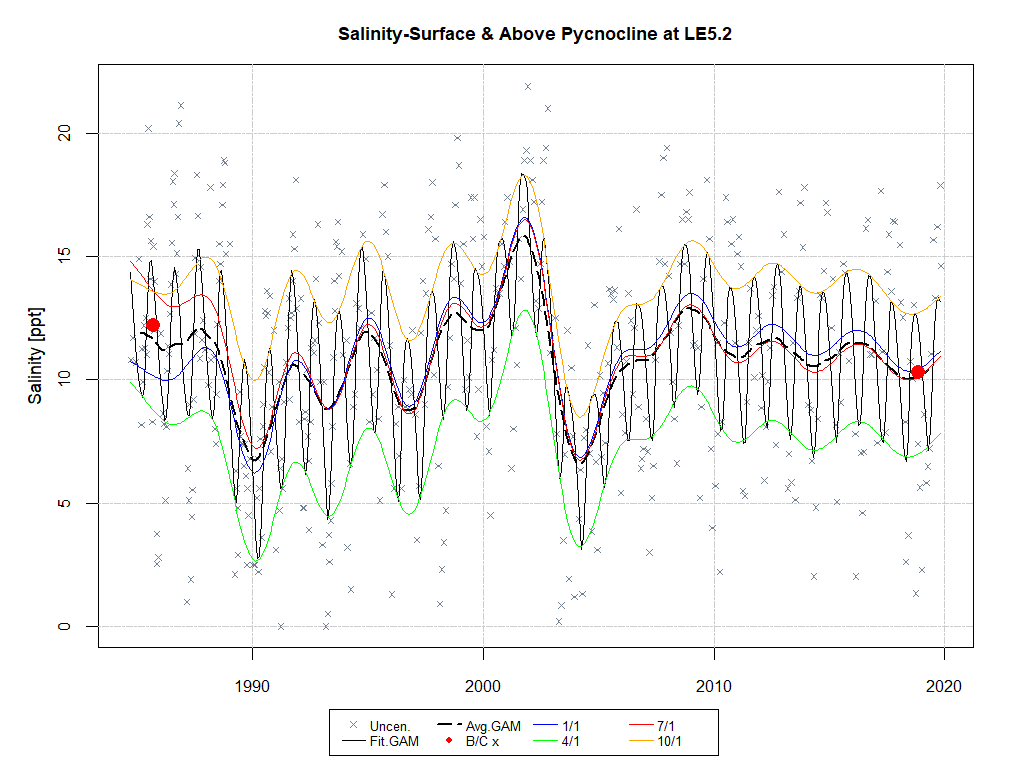 Salinity-Surface & Above Pycnocline at LE5.2
Salinity [ppt]
20
15
10
5
0
1990 2000 2010 2020
Uncen. Avg.GAM 1/1 7/1
Fit.GAM B/C x 4/1 10/1